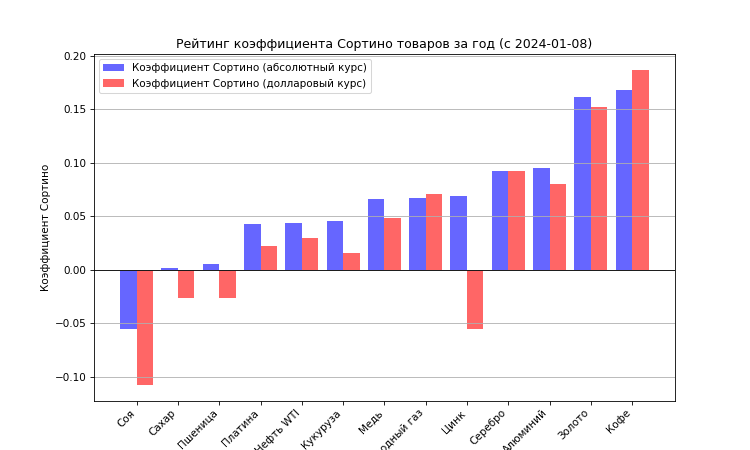 Рейтинг коэффициента Сортино товаров за год (с 2024-01-08)
Коэффициент Сортино (абсолютный курс)
Коэффициент Сортино (долларовый курс)
Коэффициент Сортино
0.20
0.15
0.10
0.05
0.00
−0.05
−0.10
Соя
Сахар
Пшеница
Платина
Нефть WTI
Кукуруза
Медь
газ
Цинк
Серебро
Алюминий
Золото
Кофе